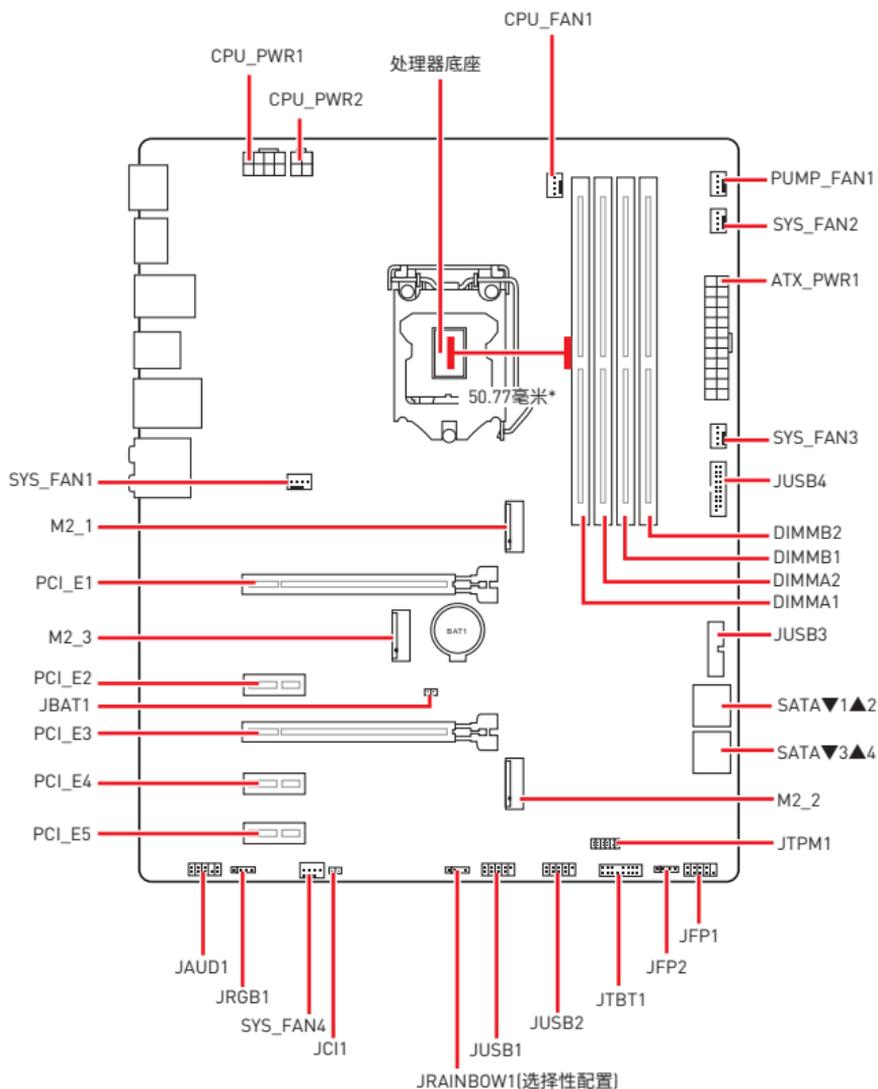 CPU_FAN1
CPU_PWR1
处理器底座
CPU_PWR2
PUMP_FAN1
SYS_FAN2
ATX_PWR1
50.77毫米*
SYS_FAN3
SYS_FAN1
JUSB4
M2_1
DIMMB2
DIMMB1
PCI_E1
DIMMA2
DIMMA1
BAT1
M2_3
JUSB3
PCI_E2
JBAT1
SATA▼1▲2
PCI_E3
SATA▼3▲4
PCI_E4
M2_2
PCI_E5
JTPM1
JFP1
JAUD1
JFP2
JRGB1
JTBT1
SYS_FAN4
JUSB2
JCI1
JUSB1
JRAINBOW1(选择性配置)